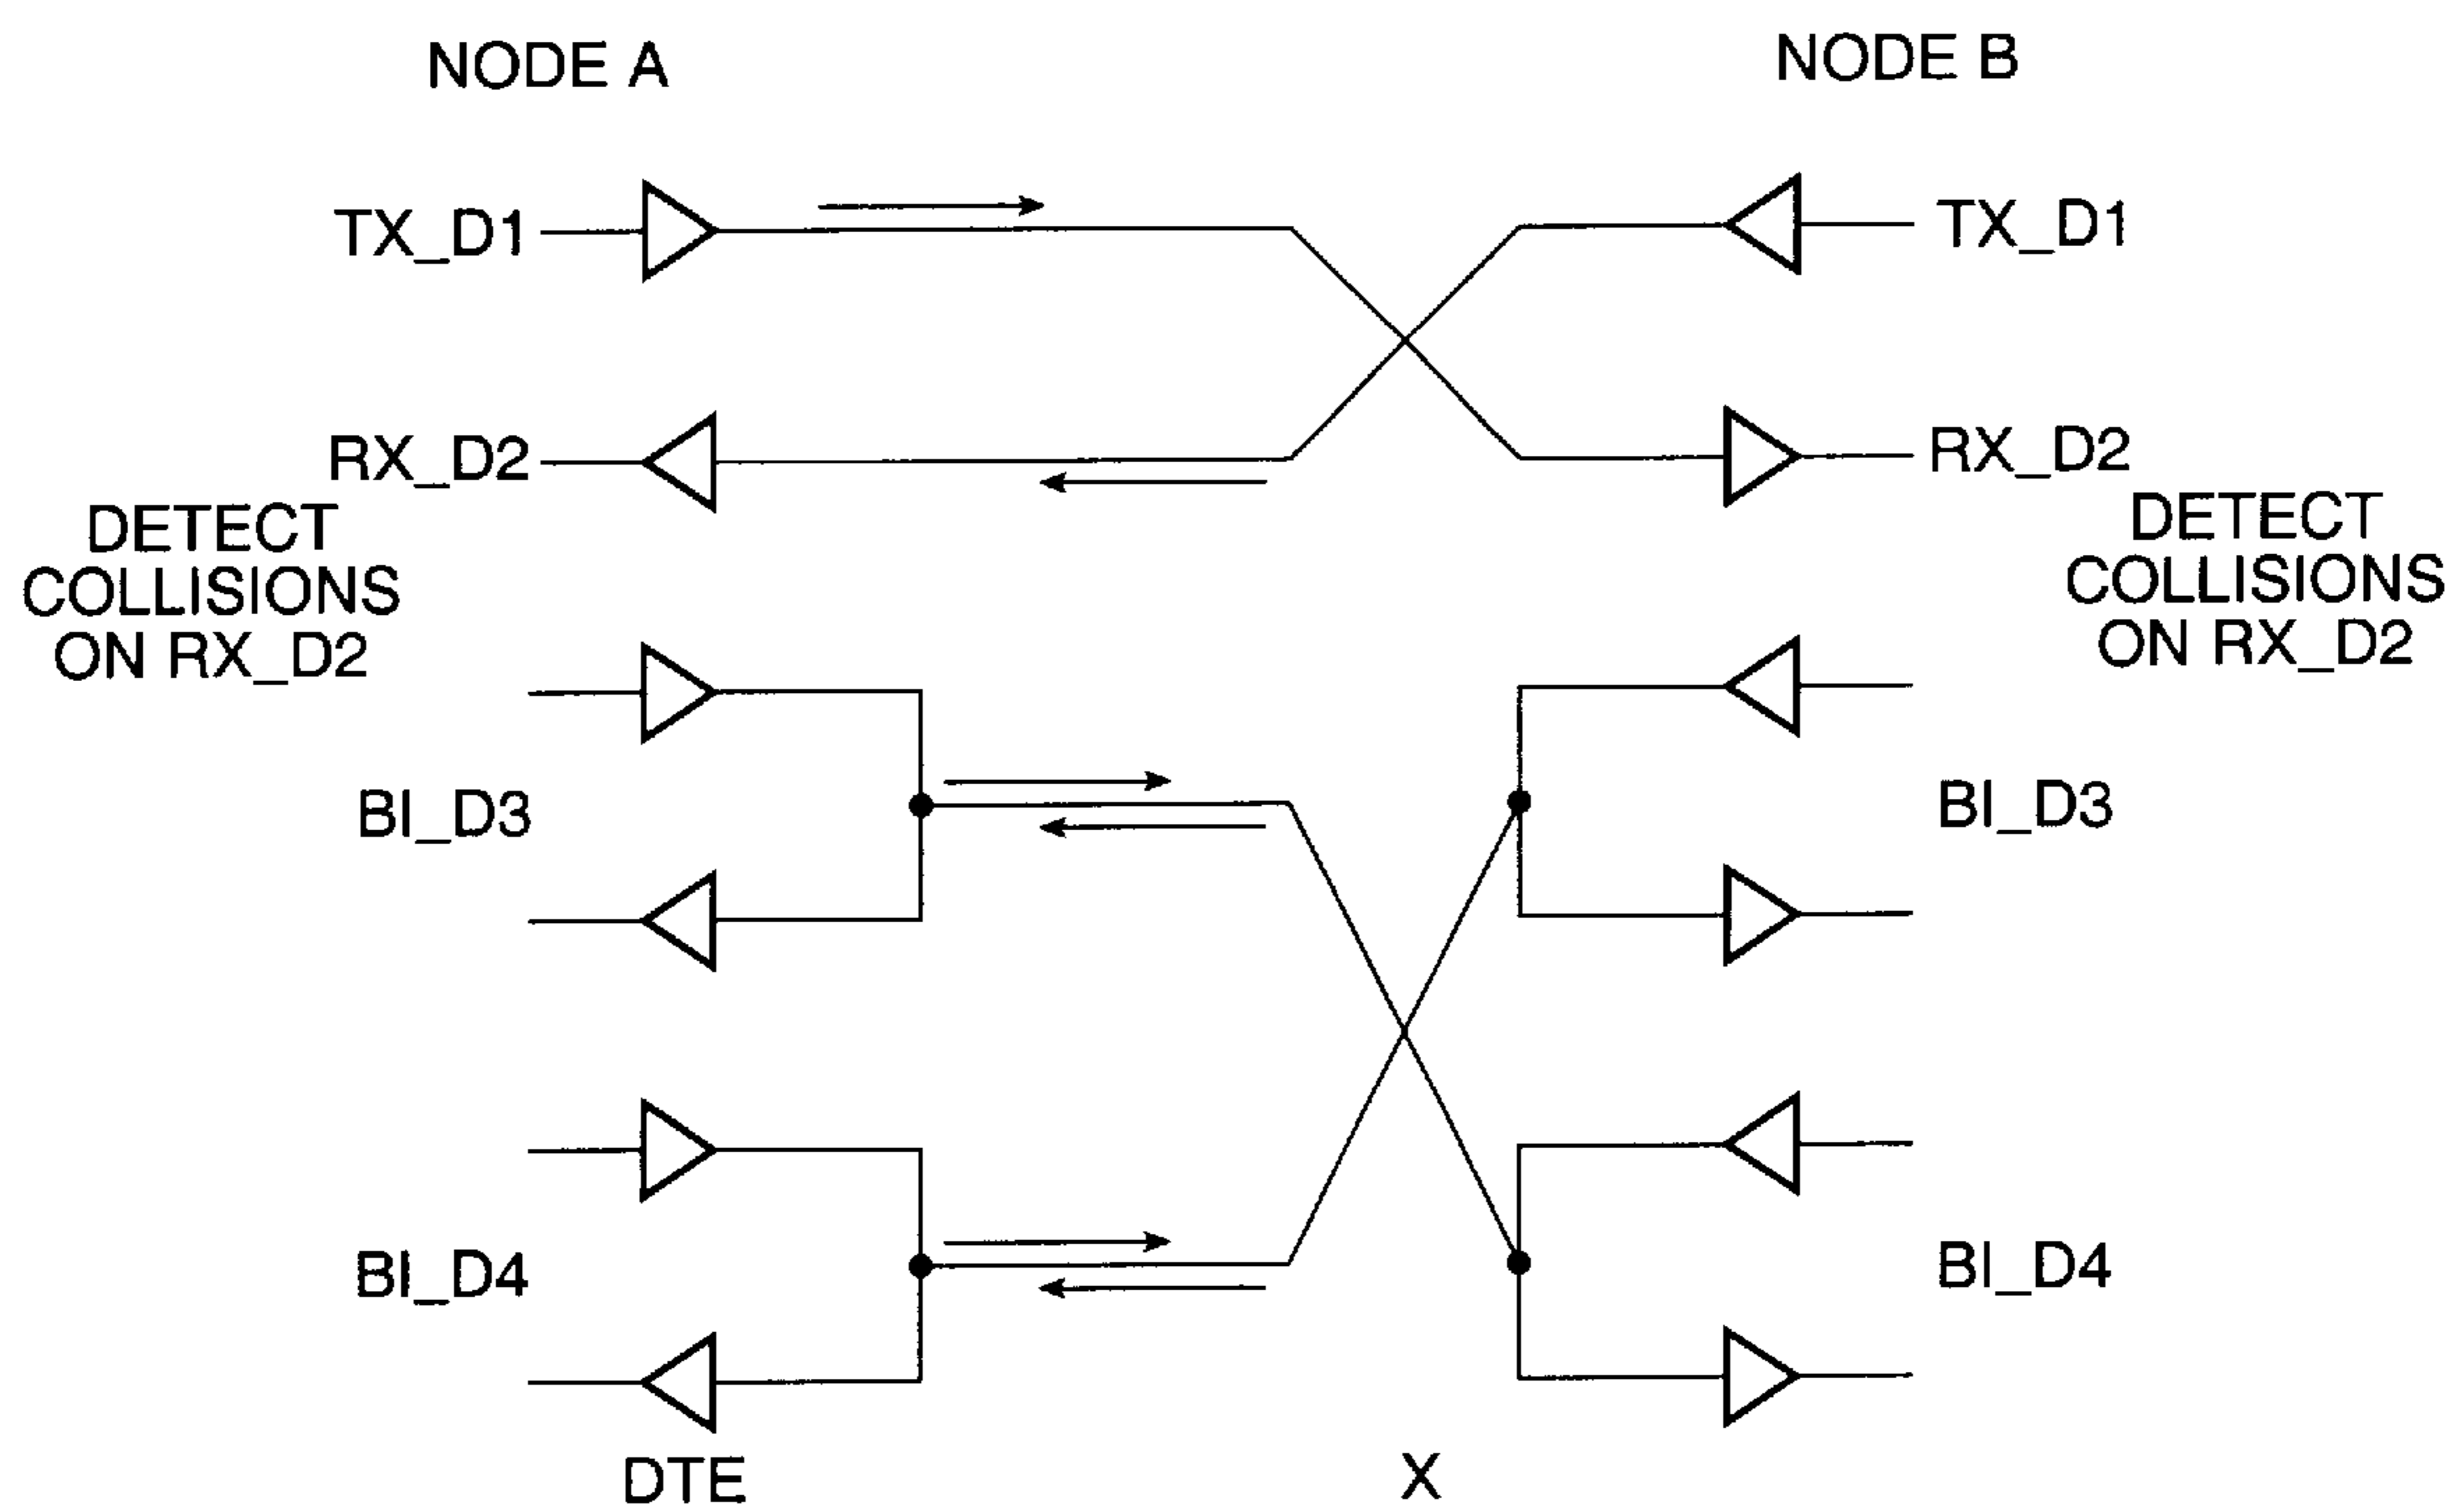 NODE A
NODE B
TX_D1
TX_D1
RX_D2
RX_D2
DETECT
COLLISIONS
ON RX_D2
DETECT
COLLISIONS
ON RX_D2
BI_D3
BI_D3
BI_D4
BI_D4
DTE
X